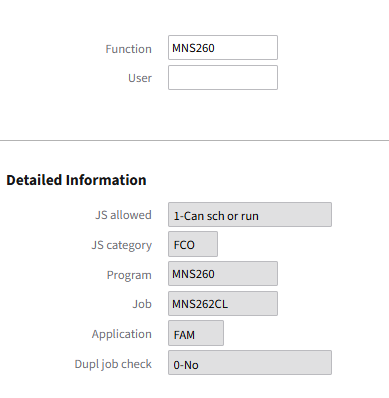 Function MNS260
User
Detailed Information
JS allowed 1-Can sch or run
JS category FCO
Program MNS260
Job MNS262CL
Application FAM
Dupl job check 0-No